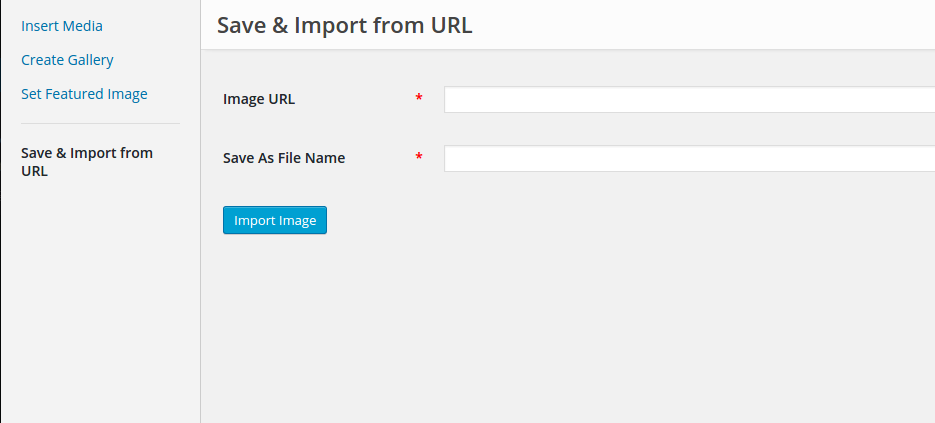 Insert Media
Create Gallery
Set Featured Image
Save & Import from
URL
Save & Import from URL
Image URL *
Save As File Name *
Import Image